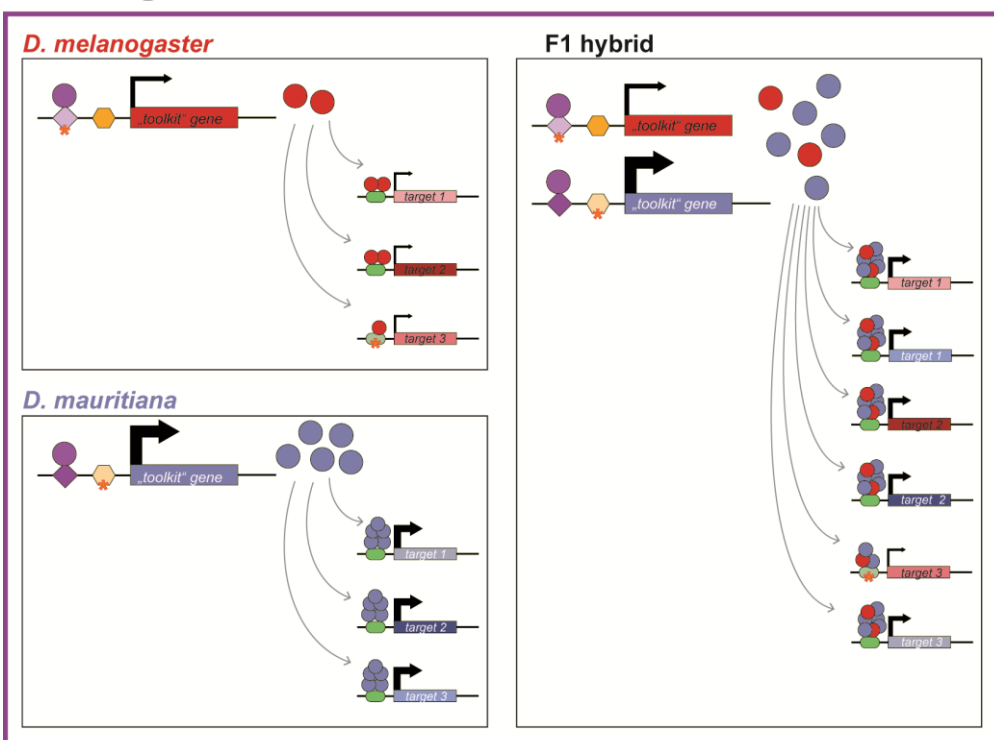 D. melanogaster
„toolkit“ gene
target 1
target 2
target 3
D. mauritiana
„toolkit“ gene
target 1
target 2
target 3
F1 hybrid
„toolkit“ gene
„toolkit“ gene
target 1
target 1
target 2
target 2
target 3
target 3